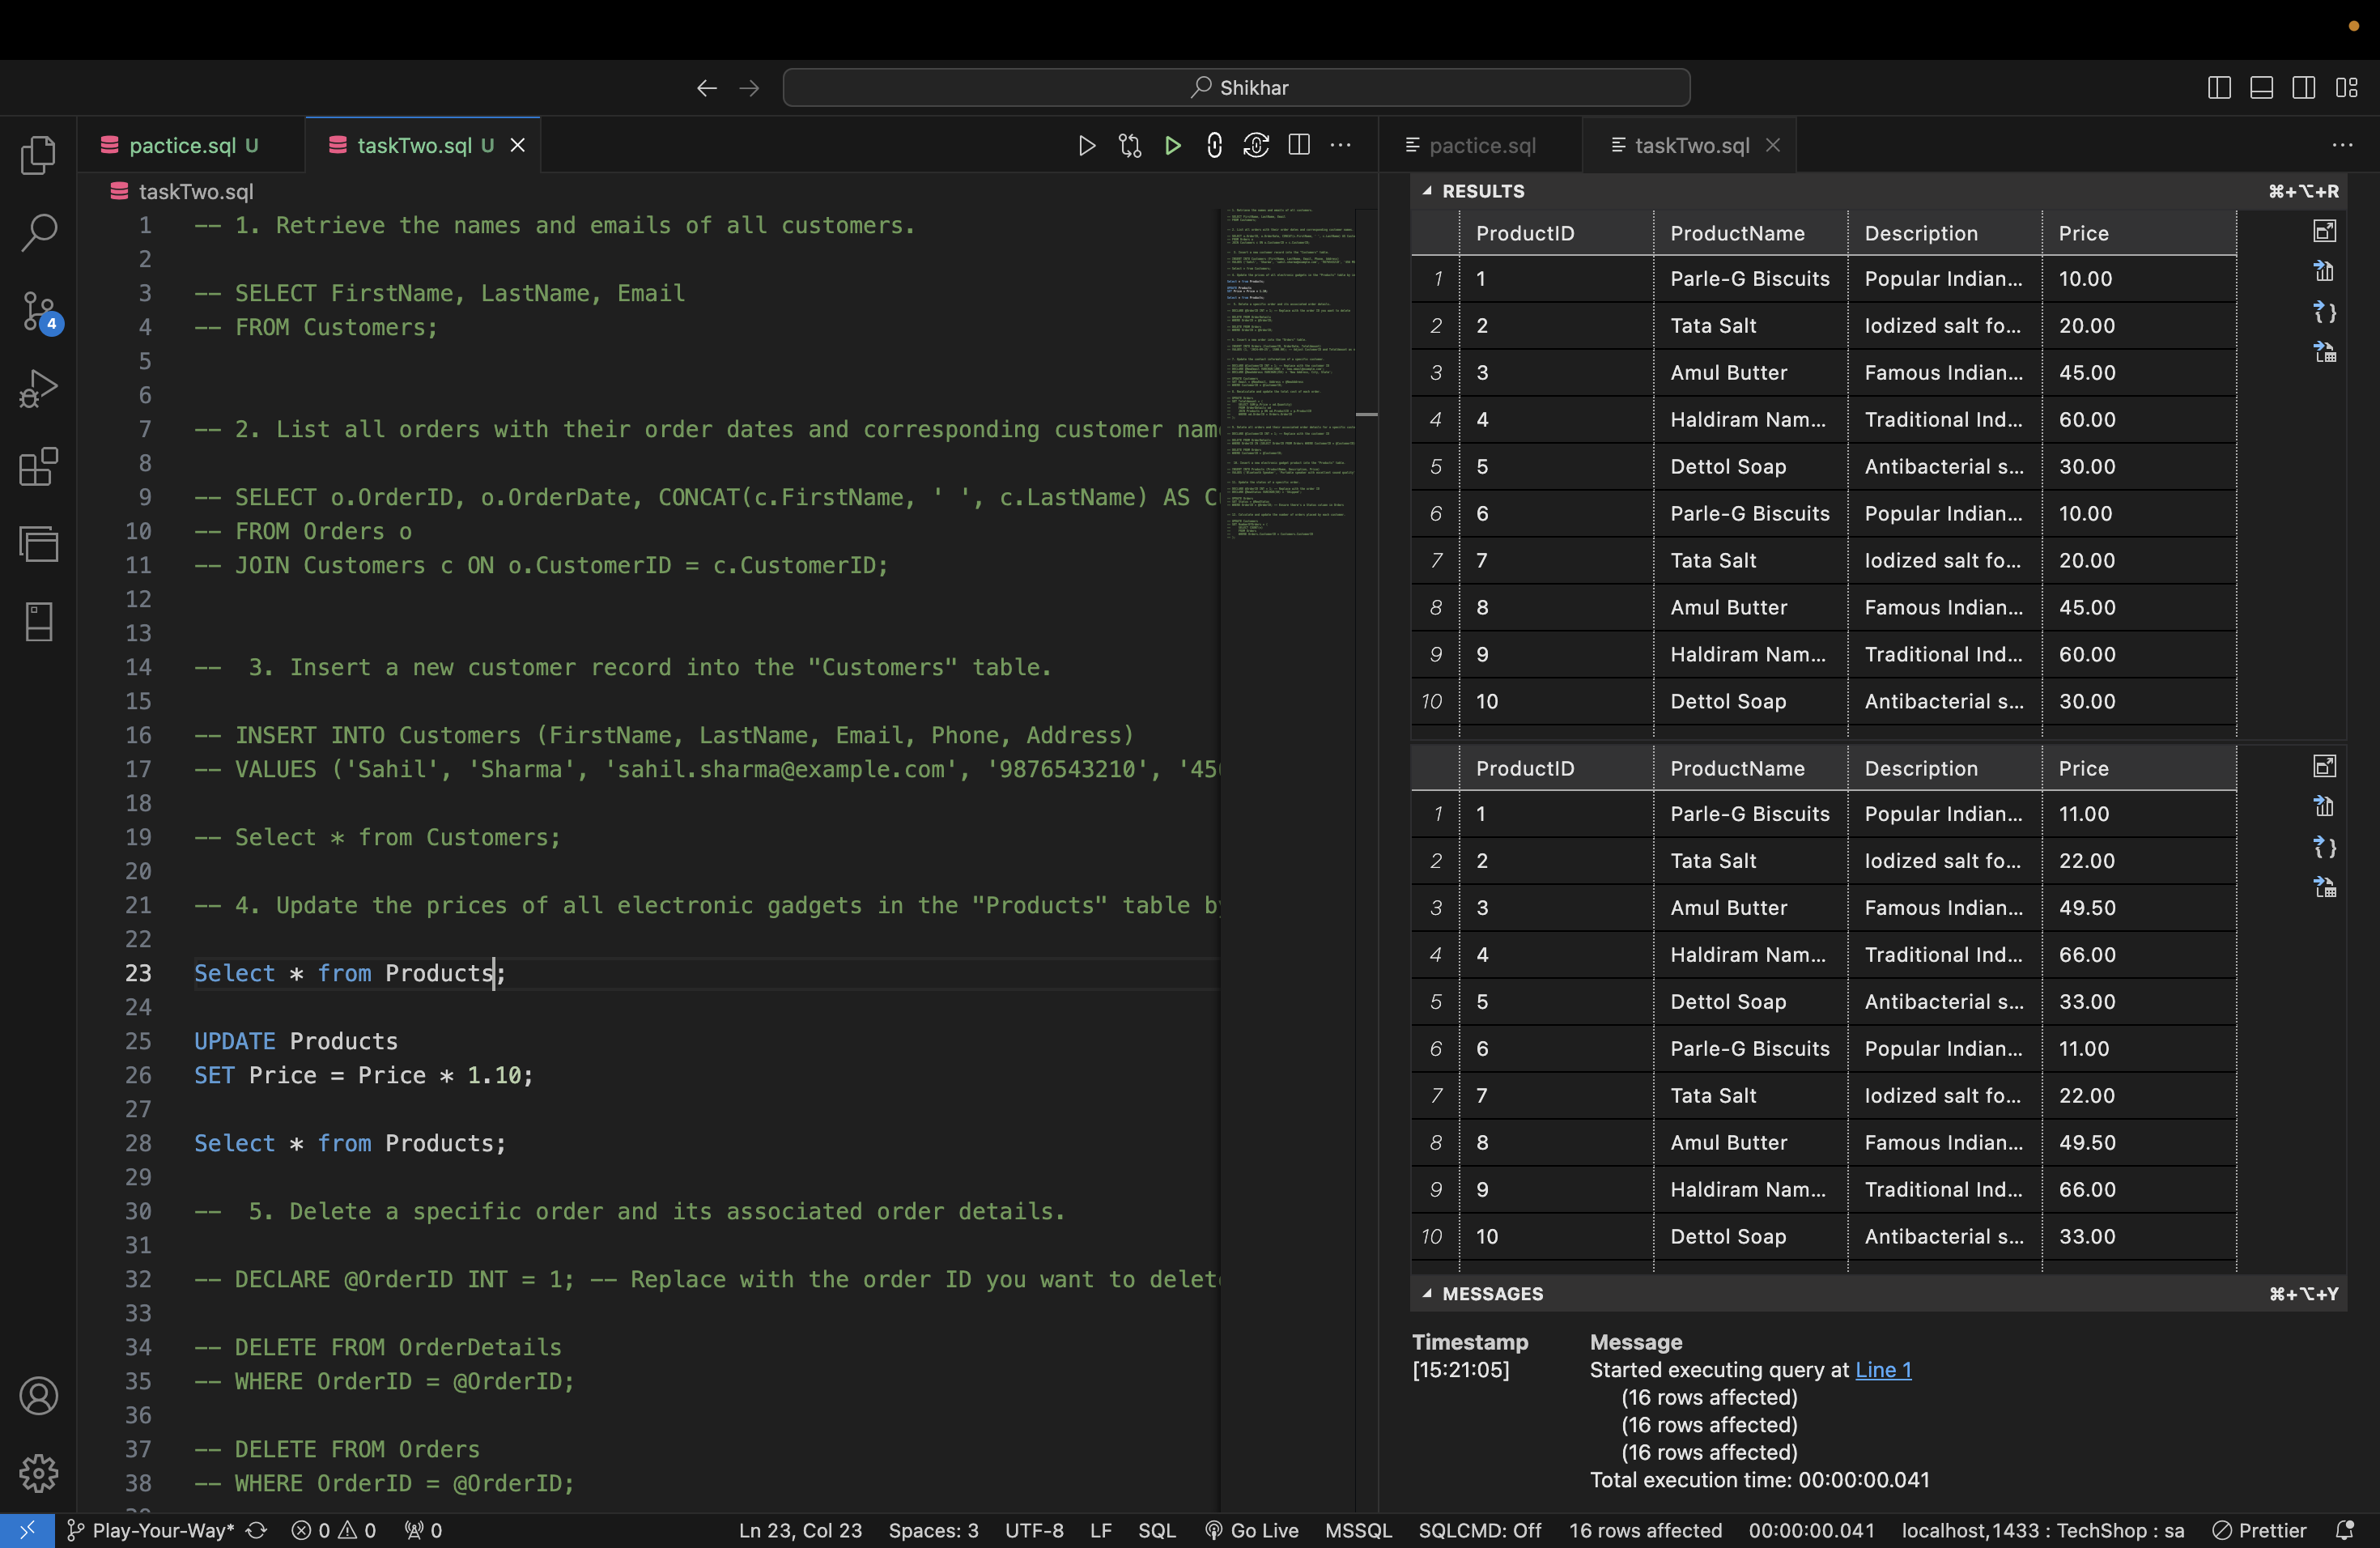 Shikhar
pactice.sql U
taskTwo.sql U
pactice.sql
taskTwo.sql
4
taskTwo.sql
1 -- 1. Retrieve the names and emails of all customers.
2
3 -- SELECT FirstName, LastName, Email
4 -- FROM Customers;
5
6
7 -- 2. List all orders with their order dates and corresponding customer nam
8
9 -- SELECT o.OrderID, o.OrderDate, CONCAT(c.FirstName, ' ', c.LastName) AS C
10 -- FROM Orders o
11 -- JOIN Customers c ON o.CustomerID = c.CustomerID;
12
13
14 --  3. Insert a new customer record into the "Customers" table.
15
16 -- INSERT INTO Customers (FirstName, LastName, Email, Phone, Address)
17 -- VALUES ('Sahil', 'Sharma', 'sahil.sharma@example.com', '9876543210', '45
18
19 -- Select * from Customers;
20
21 -- 4. Update the prices of all electronic gadgets in the "Products" table b
22
23 Select * from Products;
24
25 UPDATE Products
26 SET Price = Price * 1.10;
27
28 Select * from Products;
29
30 --  5. Delete a specific order and its associated order details.
31
32 -- DECLARE @OrderID INT = 1; -- Replace with the order ID you want to delet
33
34 -- DELETE FROM OrderDetails
35 -- WHERE OrderID = @OrderID;
36
37 -- DELETE FROM Orders
38 -- WHERE OrderID = @OrderID;
RESULTS ⌘+⌥+R
ProductID ProductName Description Price
1 1 Parle-G Biscuits Popular Indian... 10.00
2 2 Tata Salt Iodized salt fo... 20.00
3 3 Amul Butter Famous Indian... 45.00
4 4 Haldiram Nam... Traditional Ind... 60.00
5 5 Dettol Soap Antibacterial s... 30.00
6 6 Parle-G Biscuits Popular Indian... 10.00
7 7 Tata Salt Iodized salt fo... 20.00
8 8 Amul Butter Famous Indian... 45.00
9 9 Haldiram Nam... Traditional Ind... 60.00
10 10 Dettol Soap Antibacterial s... 30.00
ProductID ProductName Description Price
1 1 Parle-G Biscuits Popular Indian... 11.00
2 2 Tata Salt Iodized salt fo... 22.00
3 3 Amul Butter Famous Indian... 49.50
4 4 Haldiram Nam... Traditional Ind... 66.00
5 5 Dettol Soap Antibacterial s... 33.00
6 6 Parle-G Biscuits Popular Indian... 11.00
7 7 Tata Salt Iodized salt fo... 22.00
8 8 Amul Butter Famous Indian... 49.50
9 9 Haldiram Nam... Traditional Ind... 66.00
10 10 Dettol Soap Antibacterial s... 33.00
MESSAGES ⌘+⌥+Y
Timestamp Message
[15:21:05] Started executing query at Line 1
(16 rows affected)
(16 rows affected)
(16 rows affected)
Total execution time: 00:00:00.041
Play-Your-Way* 0 0 0 Ln 23, Col 23 Spaces: 3 UTF-8 LF SQL Go Live MSSQL SQLCMD: Off 16 rows affected 00:00:00.041 localhost,1433 : TechShop : sa Prettier